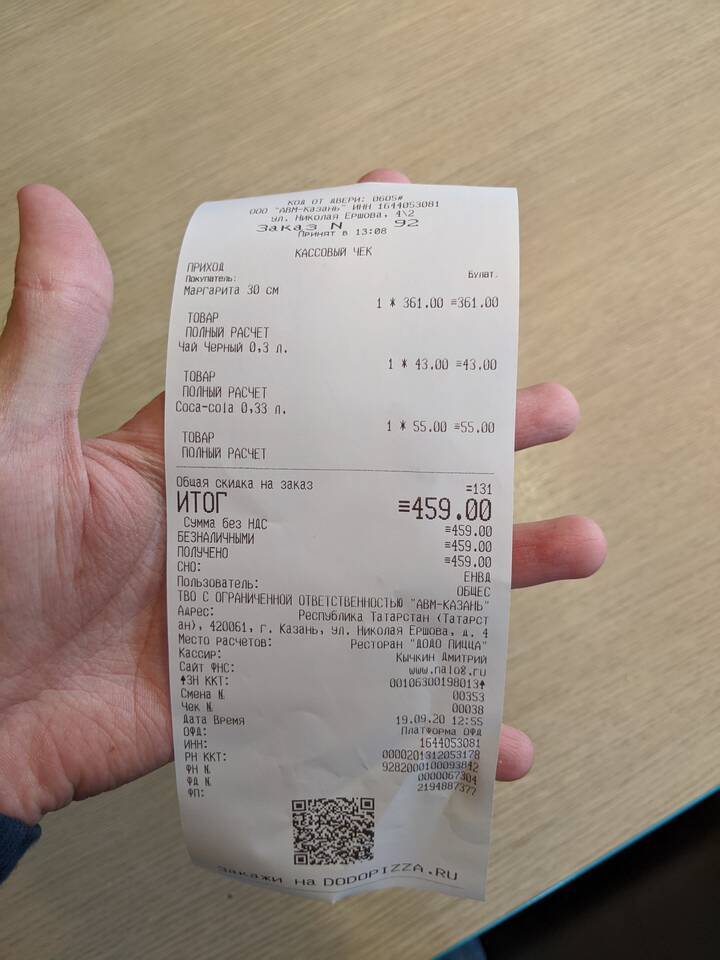 КОД ОТ ДВЕРИ: 0605#
ООО "АВМ-Казань" ИНН 1644053081
ул. Николая Ершова, 4\2
Заказ N 92
Принят в 13:08
КАССОВЫЙ ЧЕК
ПРИХОД
Покупатель: Булат.
Маргарита 30 см
1 * 361.00 =361.00
ТОВАР
ПОЛНЫЙ РАСЧЕТ
Чай Черный 0,3 л.
1 * 43.00 =43.00
ТОВАР
ПОЛНЫЙ РАСЧЕТ
Coca-cola 0,33 л.
1 * 55.00 =55.00
ТОВАР
ПОЛНЫЙ РАСЧЕТ
Общая скидка на заказ =131
ИТОГ =459.00
Сумма без НДС =459.00
БЕЗНАЛИЧНЫМИ =459.00
ПОЛУЧЕНО =459.00
СНО: ЕНВД
Пользователь: ОБЩЕС
ТВО С ОГРАНИЧЕННОЙ ОТВЕТСТВЕННОСТЬЮ "АВМ-КАЗАНЬ"
Адрес: Республика Татарстан (Татарст
ан), 420061, г. Казань, ул. Николая Ершова, д. 4
Место расчетов: Ресторан "ДОДО ПИЦЦА"
Кассир: Кычкин Дмитрий
Сайт ФНС: www.nalog.ru
↑ЗН ККТ: 00106300198013↑
Смена № 00353
Чек № 00038
Дата Время 19.09.20 12:55
ОФД: Платформа ОФД
ИНН: 1644053081
РН ККТ: 0000201312053178
ФН № 9282000100093842
ФД № 0000067304
ФП: 2194887377
закажи на DODOPIZZA.RU